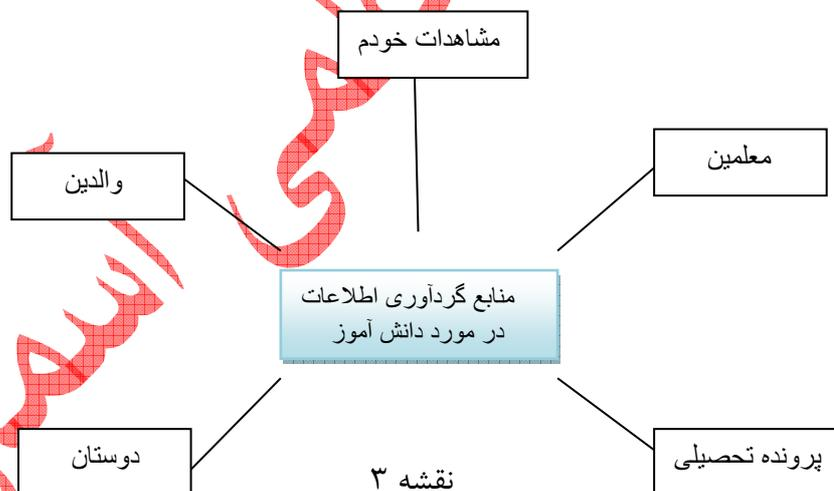 مشاهدات خودم
معلمین
والدین
منابع گردآوری اطلاعات
در مورد دانش آموز
پرونده تحصیلی
دوستان
نقشه ۳